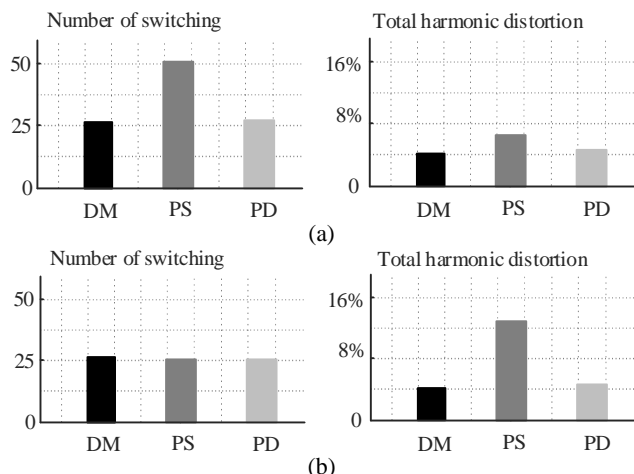 Number of switching
50
25
0
DM PS PD
Total harmonic distortion
16%
8%
0
DM PS PD
(a)
Number of switching
50
25
0
DM PS PD
Total harmonic distortion
16%
8%
0
DM PS PD
(b)